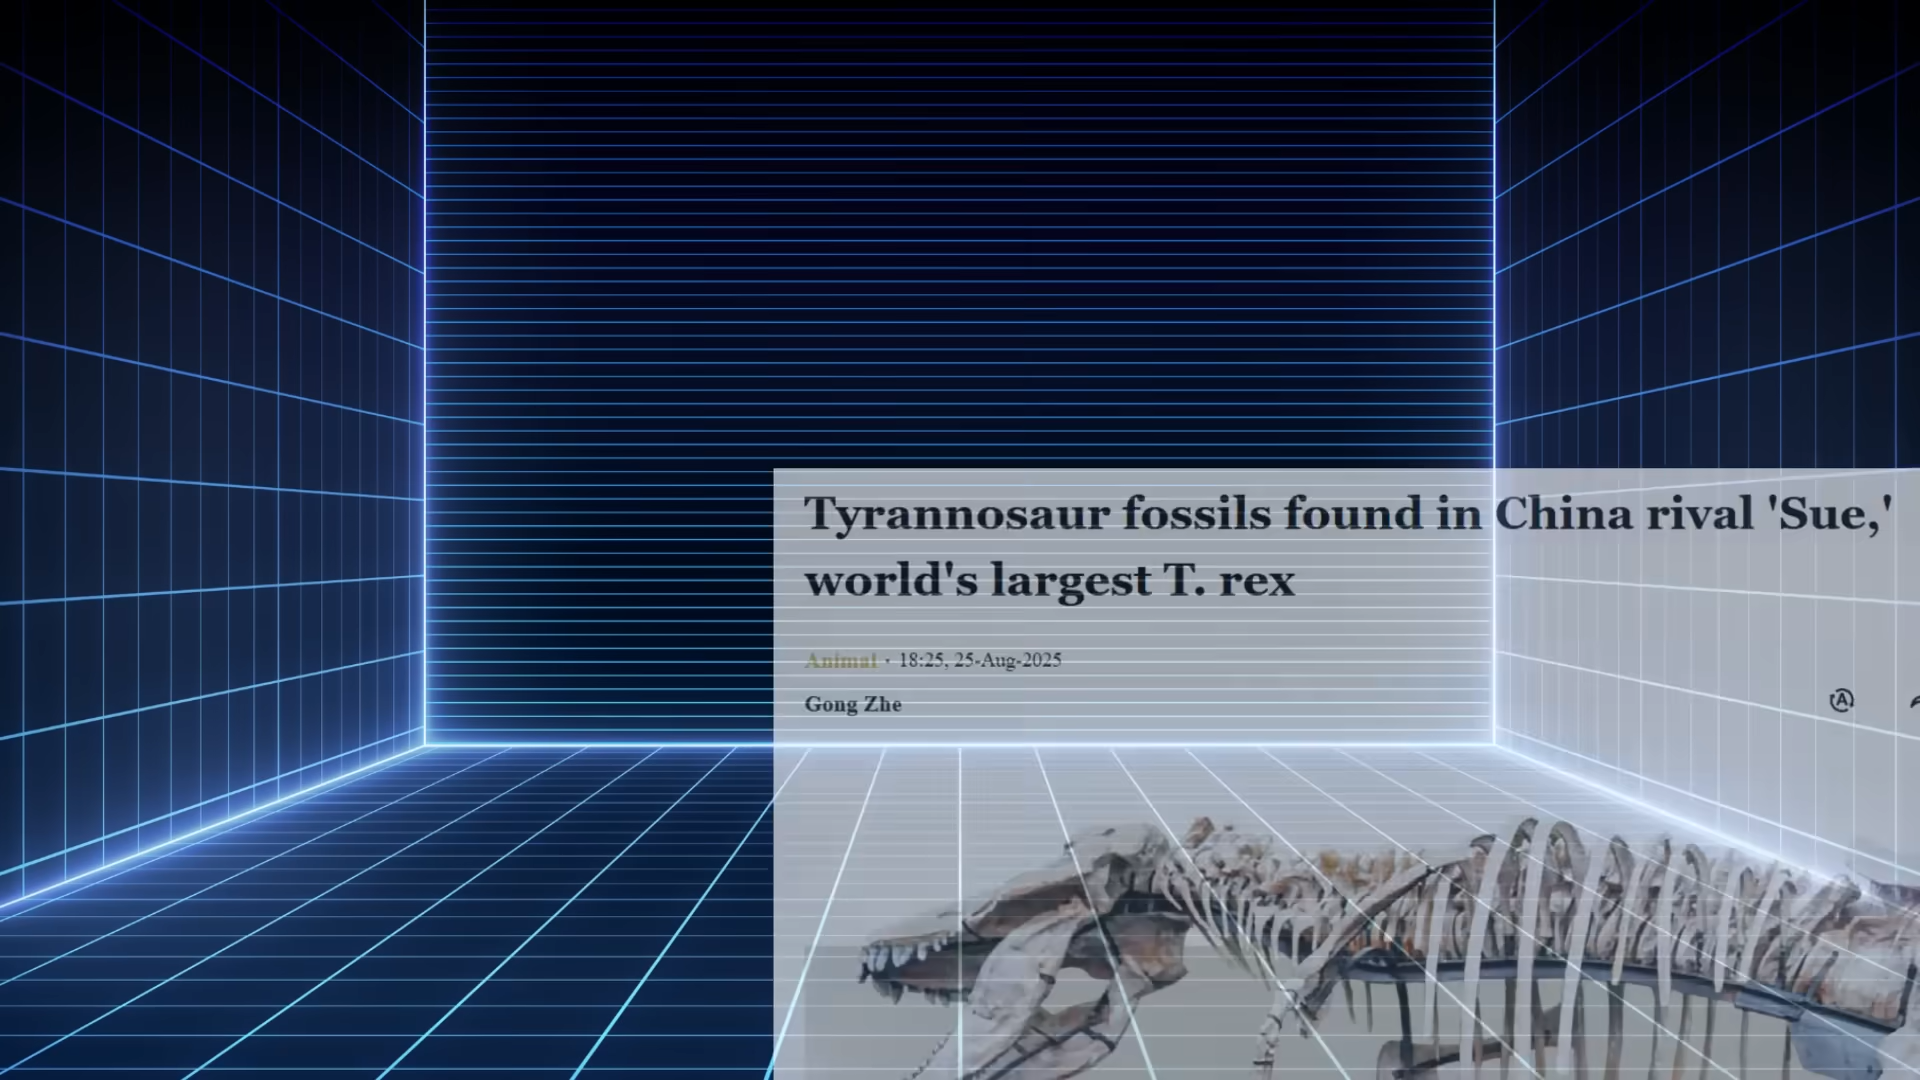 Tyrannosaur fossils found in China rival 'Sue,'
world's largest T. rex
Animal · 18:25, 25-Aug-2025
Gong Zhe